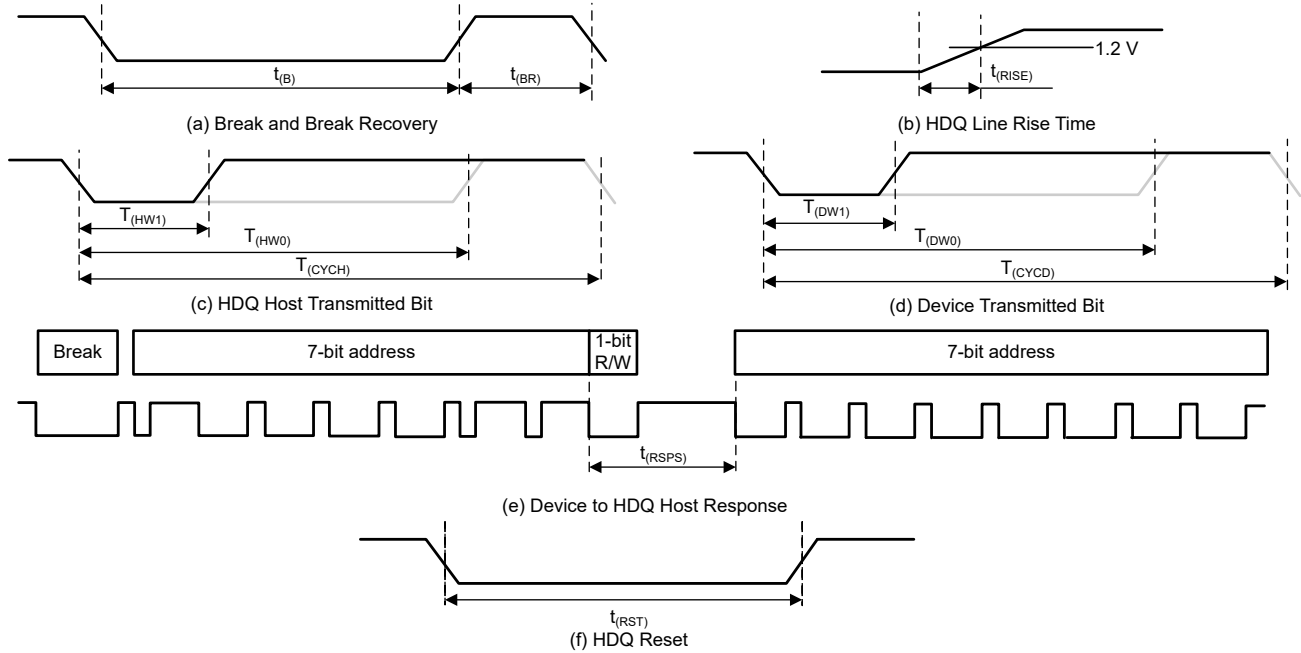 t(B)
t(BR)
(a) Break and Break Recovery
1.2 V
t(RISE)
(b) HDQ Line Rise Time
T(HW1)
T(HW0)
T(CYCH)
(c) HDQ Host Transmitted Bit
T(DW1)
T(DW0)
T(CYCD)
(d) Device Transmitted Bit
Break
7-bit address
1-bit
R/W
7-bit address
t(RSPS)
(e) Device to HDQ Host Response
t(RST)
(f) HDQ Reset